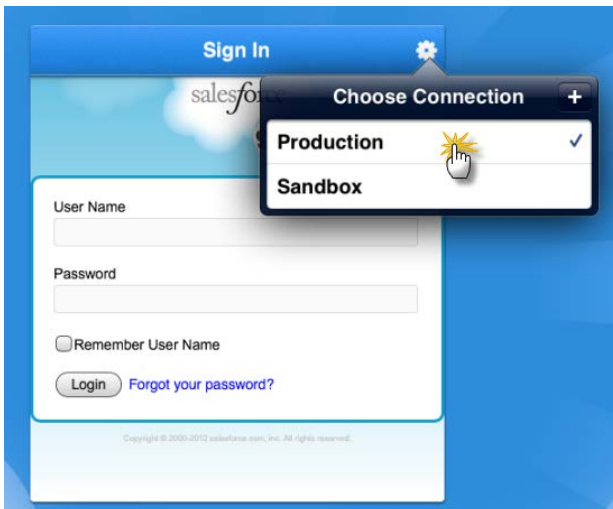 Sign In
salesfo
Choose Connection +
Production
Sandbox
User Name
Password
Remember User Name
Login Forgot your password?
Copyright © 2000-2012 salesforce.com, inc. All rights reserved.